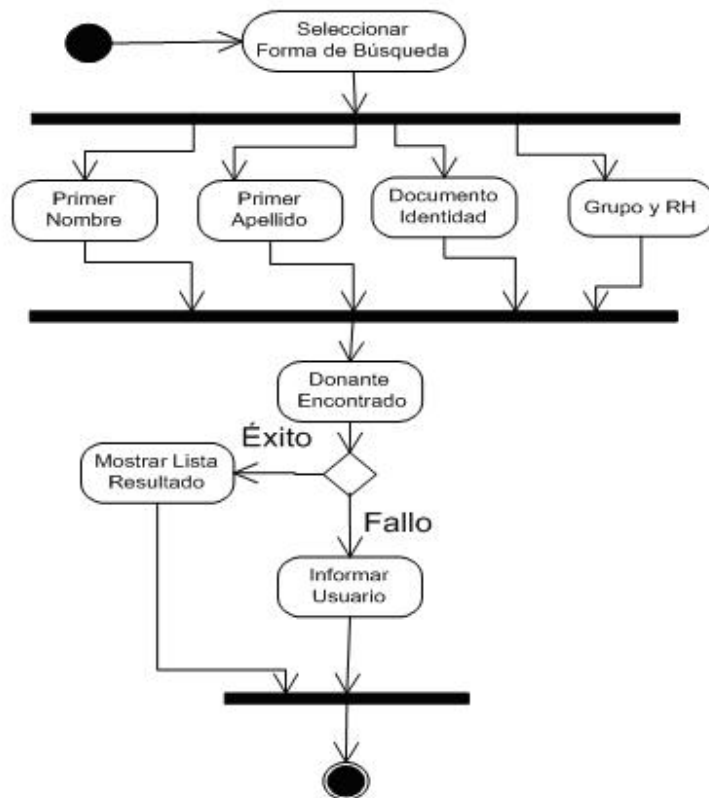 Seleccionar
Forma de Búsqueda
Primer
Nombre
Primer
Apellido
Documento
Identidad
Grupo y RH
Donante
Encontrado
Éxito
Mostrar Lista
Resultado
Fallo
Informar
Usuario